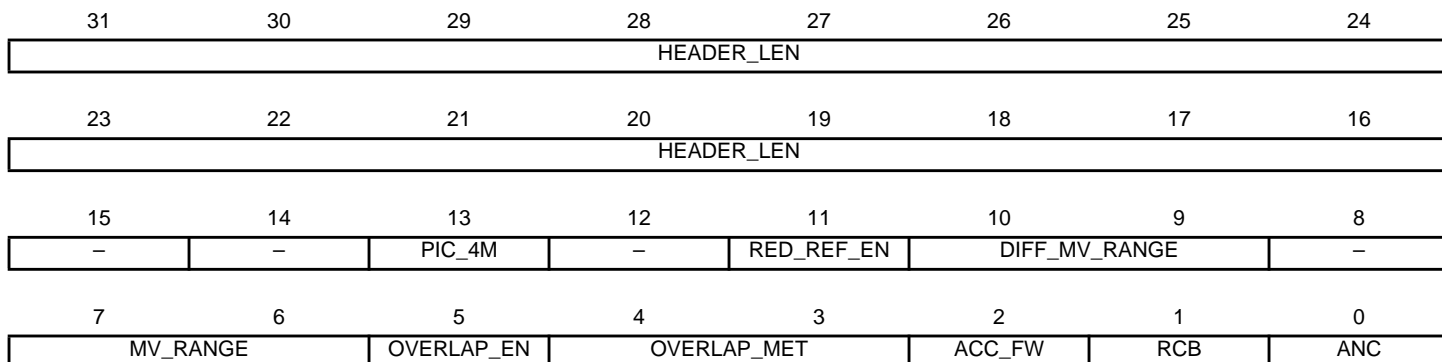 31 30 29 28 27 26 25 24
HEADER_LEN
23 22 21 20 19 18 17 16
HEADER_LEN
15 14 13 12 11 10 9 8
– – PIC_4M – RED_REF_EN DIFF_MV_RANGE –
7 6 5 4 3 2 1 0
MV_RANGE OVERLAP_EN OVERLAP_MET ACC_FW RCB ANC